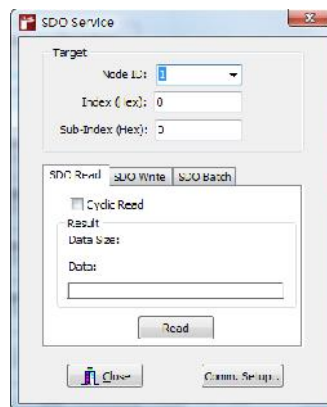 SDO Service
Target
Node ID: 1
Index (Hex): 0
Sub-Index (Hex): 0
SDO Read SDO Write SDO Batch
Cyclic Read
Result
Data Size:
Data:
Read
Close Comm. Setup...